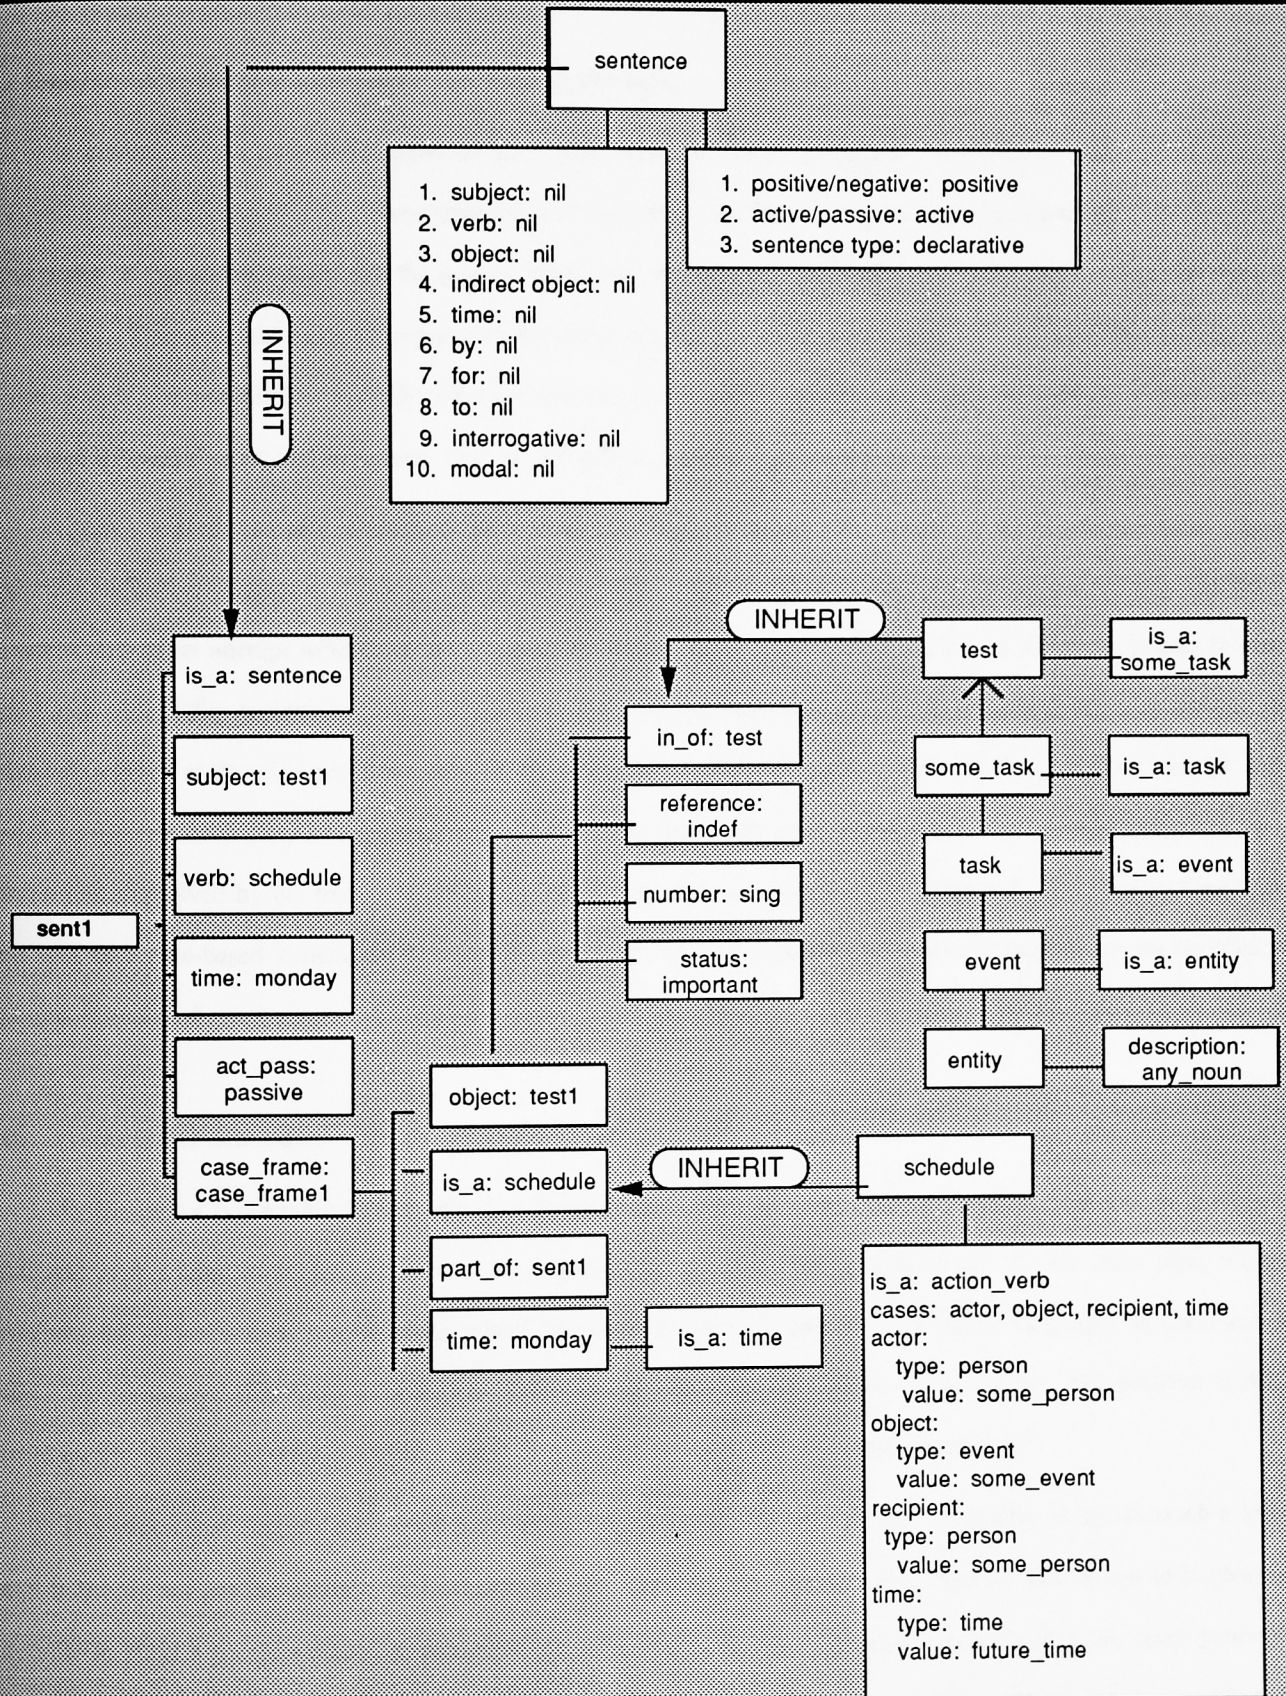 sentence
1. subject: nil
2. verb: nil
3. object: nil
4. indirect object: nil
5. time: nil
6. by: nil
7. for: nil
8. to: nil
9. interrogative: nil
10. modal: nil
1. positive/negative: positive
2. active/passive: active
3. sentence type: declarative
INHERIT
sent1
is_a: sentence
subject: test1
verb: schedule
time: monday
act_pass:
passive
case_frame:
case_frame1
object: test1
is_a: schedule
part_of: sent1
time: monday
is_a: time
INHERIT
in_of: test
reference:
indef
number: sing
status:
important
test
is_a:
some_task
some_task
is_a: task
task
is_a: event
event
is_a: entity
entity
description:
any_noun
INHERIT
schedule
is_a: action_verb
cases: actor, object, recipient, time
actor:
type: person
value: some_person
object:
type: event
value: some_event
recipient:
type: person
value: some_person
time:
type: time
value: future_time